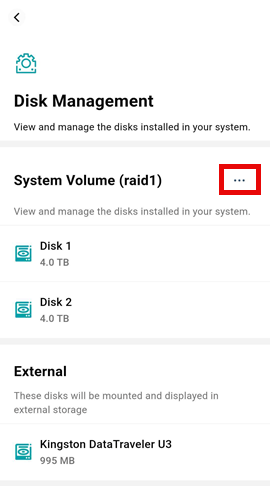 Disk Management
View and manage the disks installed in your system.
System Volume (raid1)
View and manage the disks installed in your system.
Disk 1
4.0 TB
Disk 2
4.0 TB
External
These disks will be mounted and displayed in
external storage
Kingston DataTraveler U3
995 MB